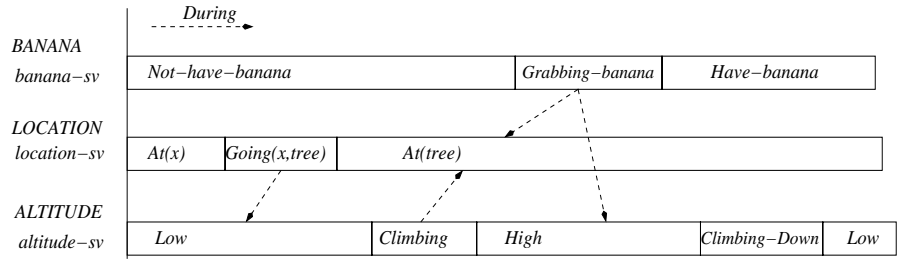 During
BANANA
banana-sv
Not-have-banana
Grabbing-banana
Have-banana
LOCATION
location-sv
At(x)
Going(x,tree)
At(tree)
ALTITUDE
altitude-sv
Low
Climbing
High
Climbing-Down
Low